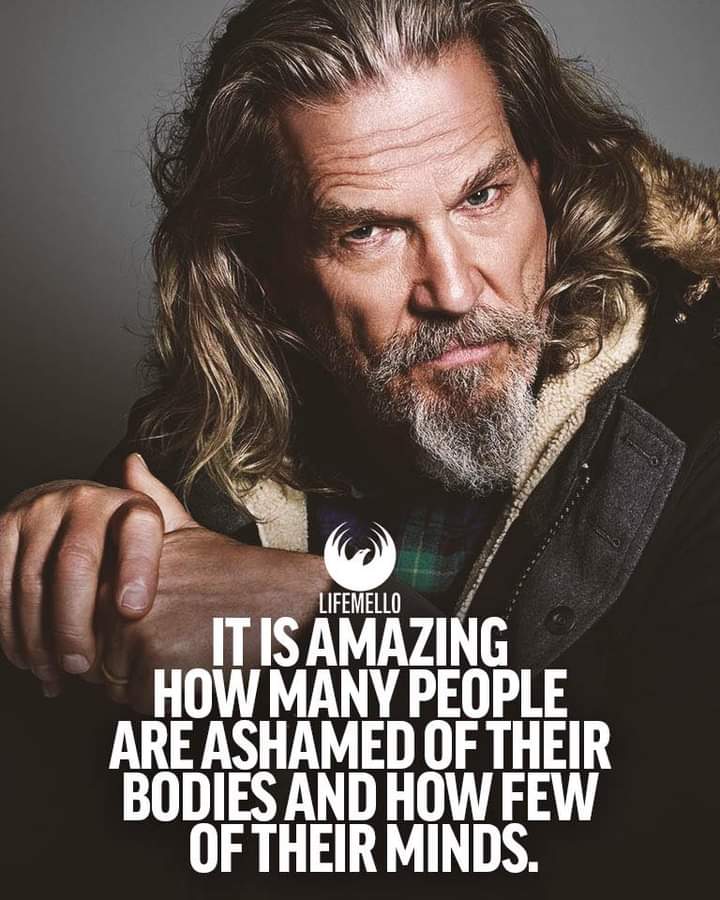 LIFEMELLO
IT IS AMAZING
HOW MANY PEOPLE
ARE ASHAMED OF THEIR
BODIES AND HOW FEW
OF THEIR MINDS.